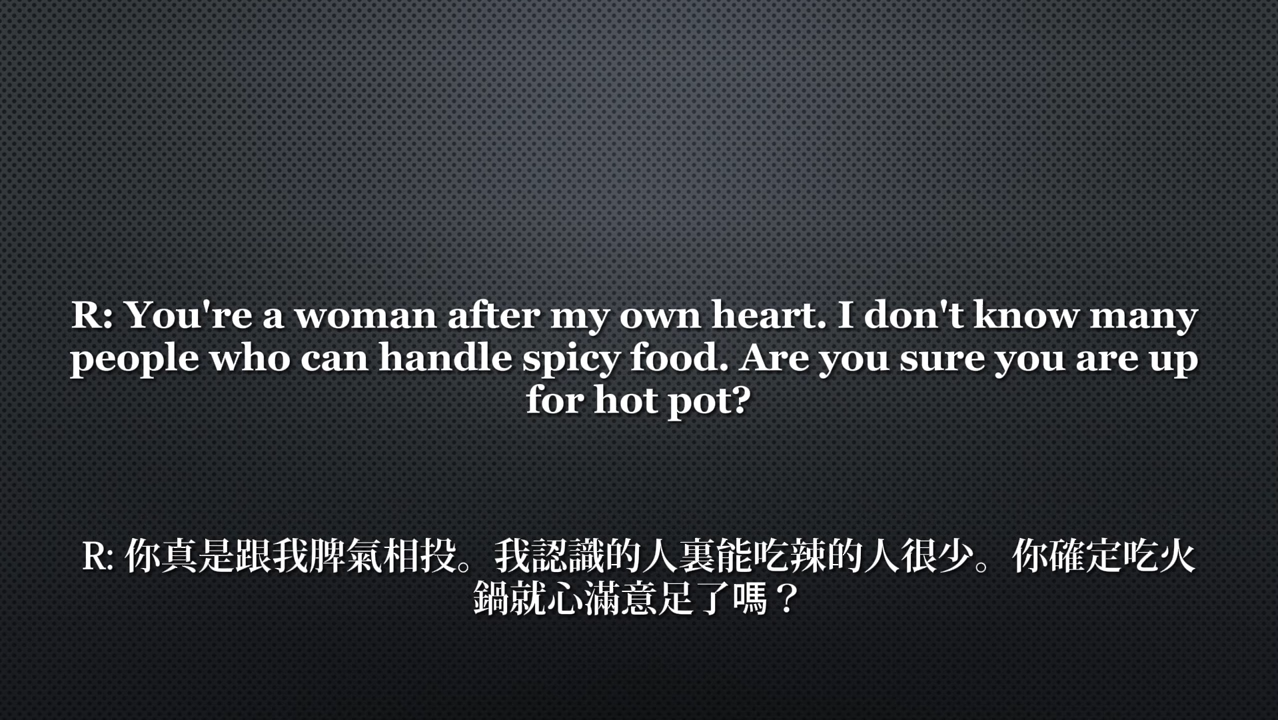 R: You're a woman after my own heart. I don't know many
people who can handle spicy food. Are you sure you are up
for hot pot?
R: 你真是跟我脾氣相投。我認識的人裏能吃辣的人很少。你確定吃火
鍋就心滿意足了嗎？